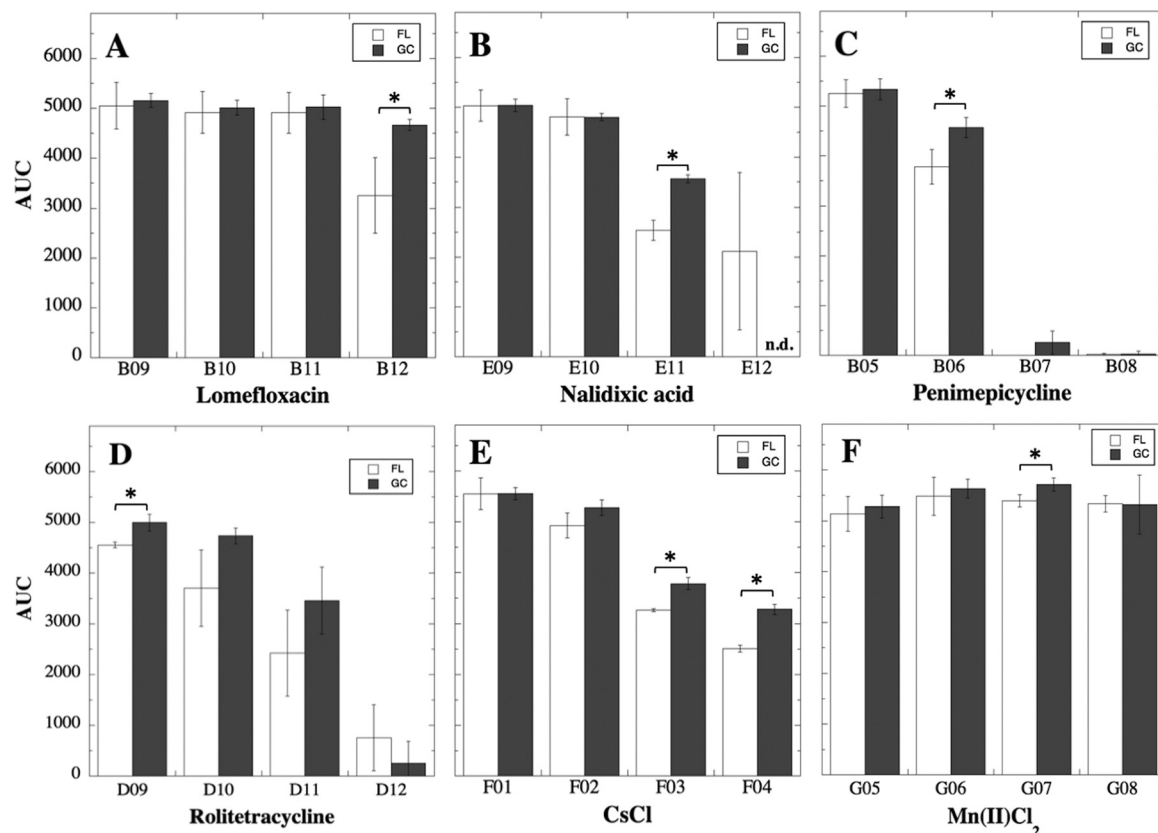 A
FL
GC
*
AUC
6000
5000
4000
3000
2000
1000
0
B09 B10 B11 B12
Lomefloxacin
B
FL
GC
*
n.d.
E09 E10 E11 E12
Nalidixic acid
C
FL
GC
*
B05 B06 B07 B08
Penimepicycline
D
FL
GC
*
AUC
6000
5000
4000
3000
2000
1000
0
D09 D10 D11 D12
Rolitetracycline
E
FL
GC
*
*
F01 F02 F03 F04
CsCl
F
FL
GC
*
G05 G06 G07 G08
Mn(II)Cl2